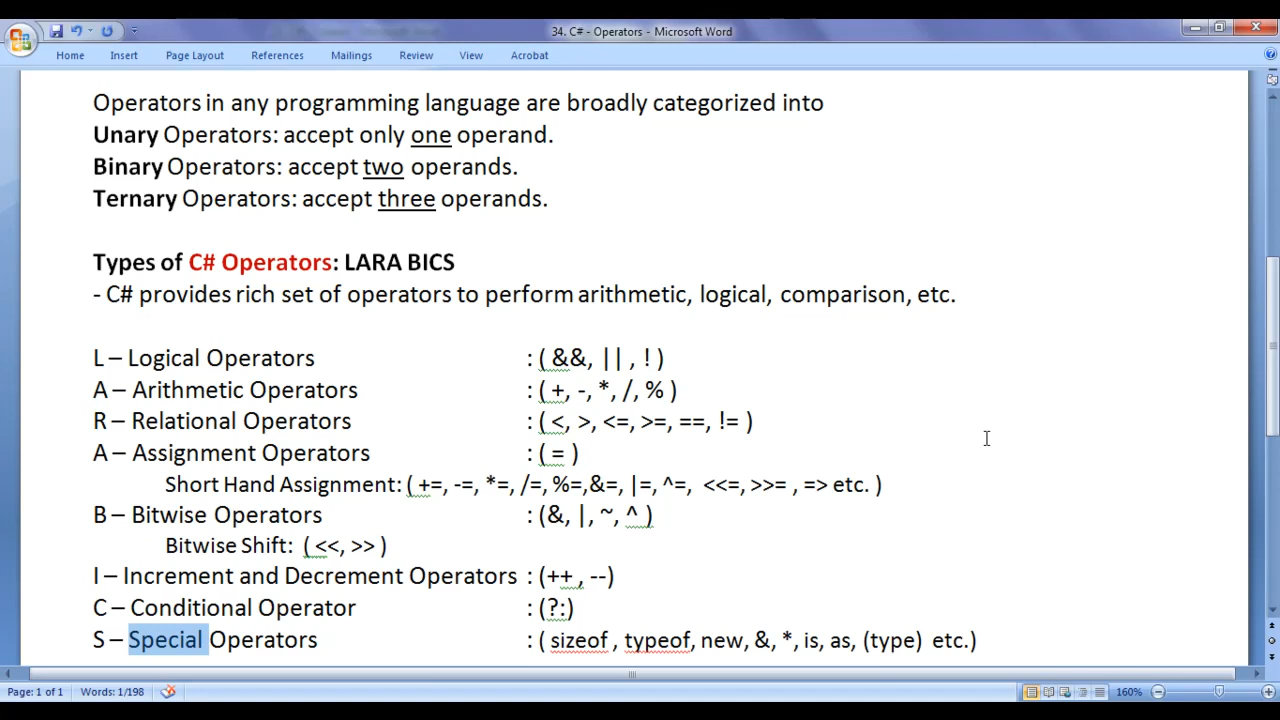 34. C# - Operators - Microsoft Word
Home Insert Page Layout References Mailings Review View Acrobat
Operators in any programming language are broadly categorized into
Unary Operators: accept only one operand.
Binary Operators: accept two operands.
Ternary Operators: accept three operands.
Types of C# Operators: LARA BICS
- C# provides rich set of operators to perform arithmetic, logical, comparison, etc.
L – Logical Operators : ( &&, || , ! )
A – Arithmetic Operators : ( +, -, *, /, % )
R – Relational Operators : ( <, >, <=, >=, ==, != )
A – Assignment Operators : ( = )
Short Hand Assignment: ( +=, -=, *=, /=, %=,&=, |=, ^=, <<=, >>= , => etc. )
B – Bitwise Operators : (&, |, ~, ^ )
Bitwise Shift: ( <<, >> )
I – Increment and Decrement Operators : (++ , --)
C – Conditional Operator : (?:)
S – Special Operators : ( sizeof , typeof, new, &, *, is, as, (type) etc.)
Page: 1 of 1 Words: 1/198 160%